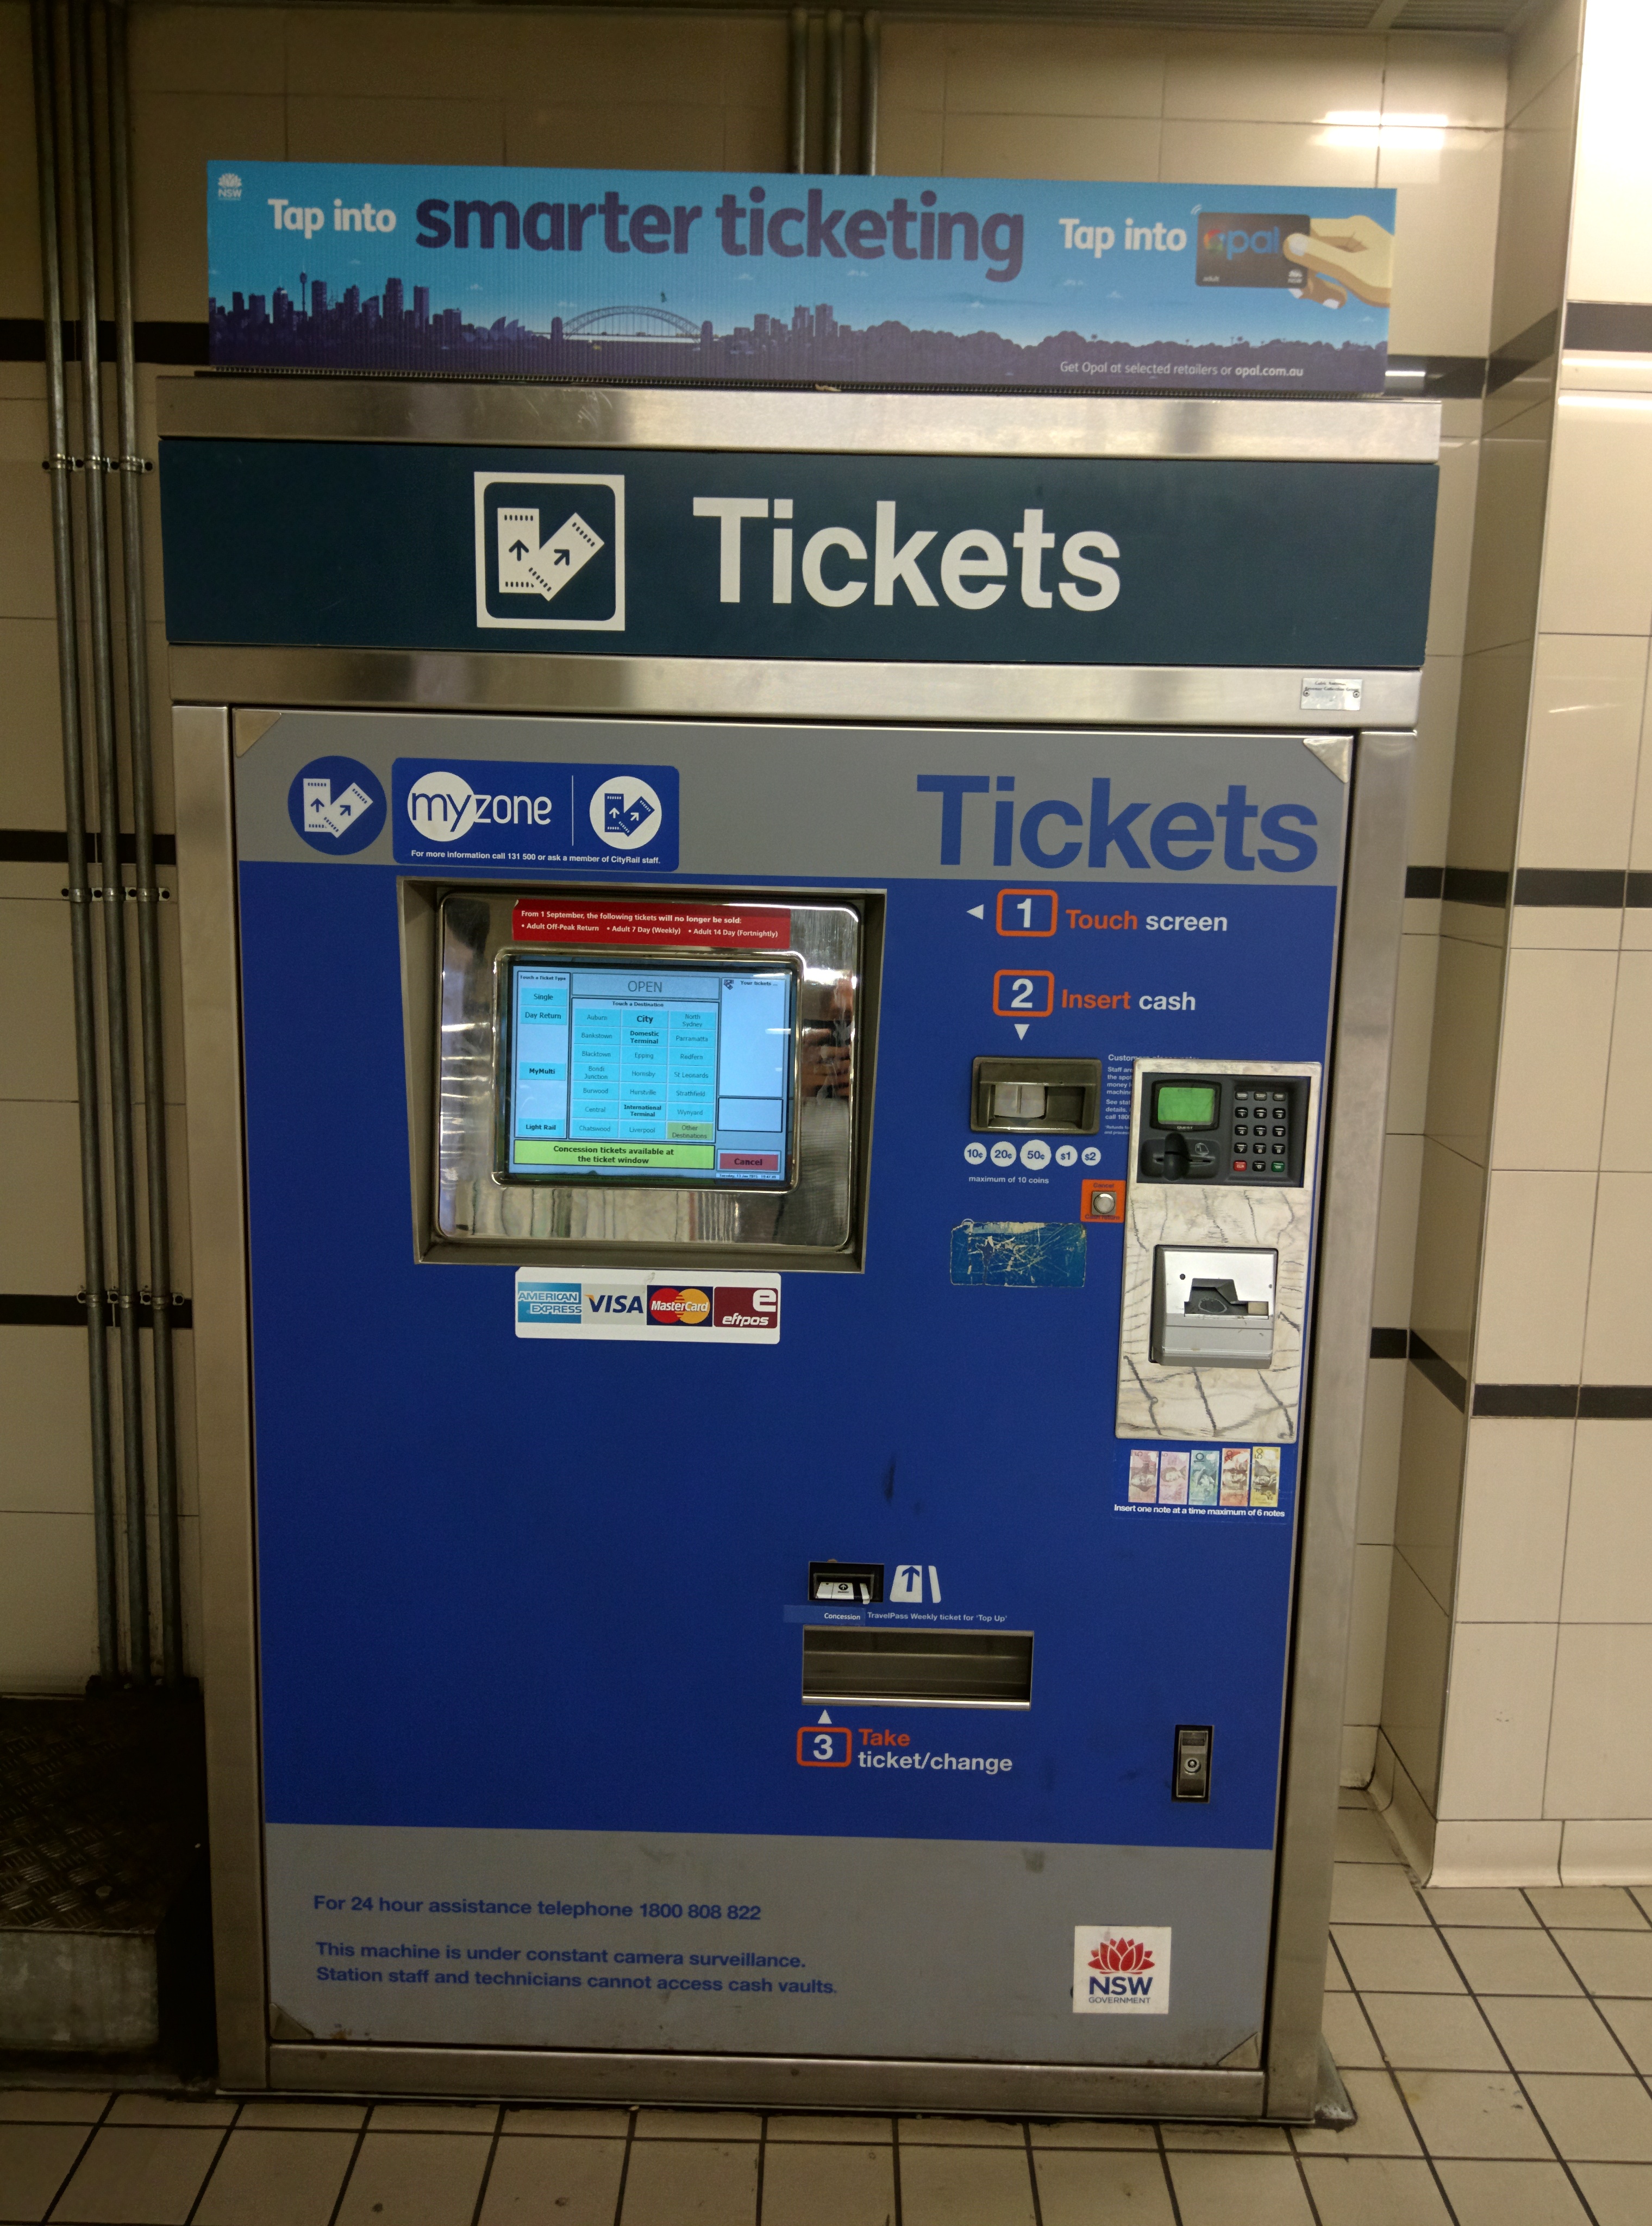 NSW
Tap into smarter ticketing Tap into opal
adult
Get Opal at selected retailers or opal.com.au
Tickets
myzone
For more information call 131 500 or ask a member of CityRail staff.
Tickets
From 1 September, the following tickets will no longer be sold:
• Adult Off-Peak Return • Adult 7 Day (Weekly) • Adult 14 Day (Fortnightly)
Touch a Ticket Type
OPEN
Your tickets ...
Touch a Destination
Single
Day Return
MyMulti
Light Rail
Auburn City North Sydney
Bankstown Domestic Terminal Parramatta
Blacktown Epping Redfern
Bondi Junction Hornsby St Leonards
Burwood Hurstville Strathfield
Central International Terminal Wynyard
Chatswood Liverpool Other Destinations
Concession tickets available at
the ticket window
Cancel
1 Touch screen
2 Insert cash
10¢ 20¢ 50¢ $1 $2
maximum of 10 coins
Cancel
AMERICAN EXPRESS VISA MasterCard e eftpos
Insert one note at a time maximum of 6 notes
Concession TravelPass Weekly ticket for 'Top Up'
3 Take
ticket/change
For 24 hour assistance telephone 1800 808 822
This machine is under constant camera surveillance.
Station staff and technicians cannot access cash vaults.
NSW
GOVERNMENT